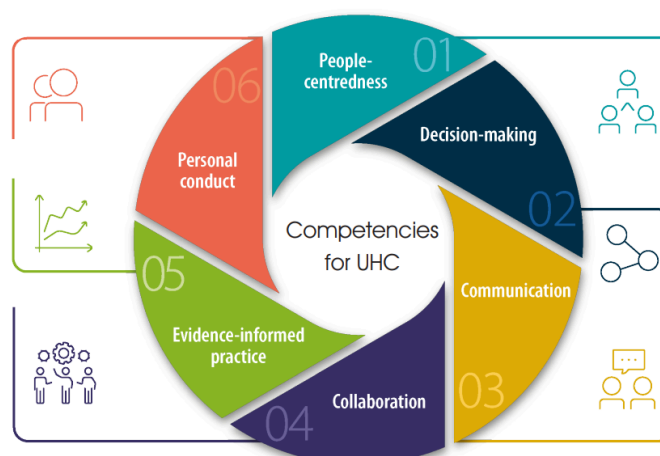 01
People-
centredness
Decision-making
02
Communication
03
Collaboration
04
Evidence-informed
practice
05
Personal
conduct
06
Competencies
for UHC